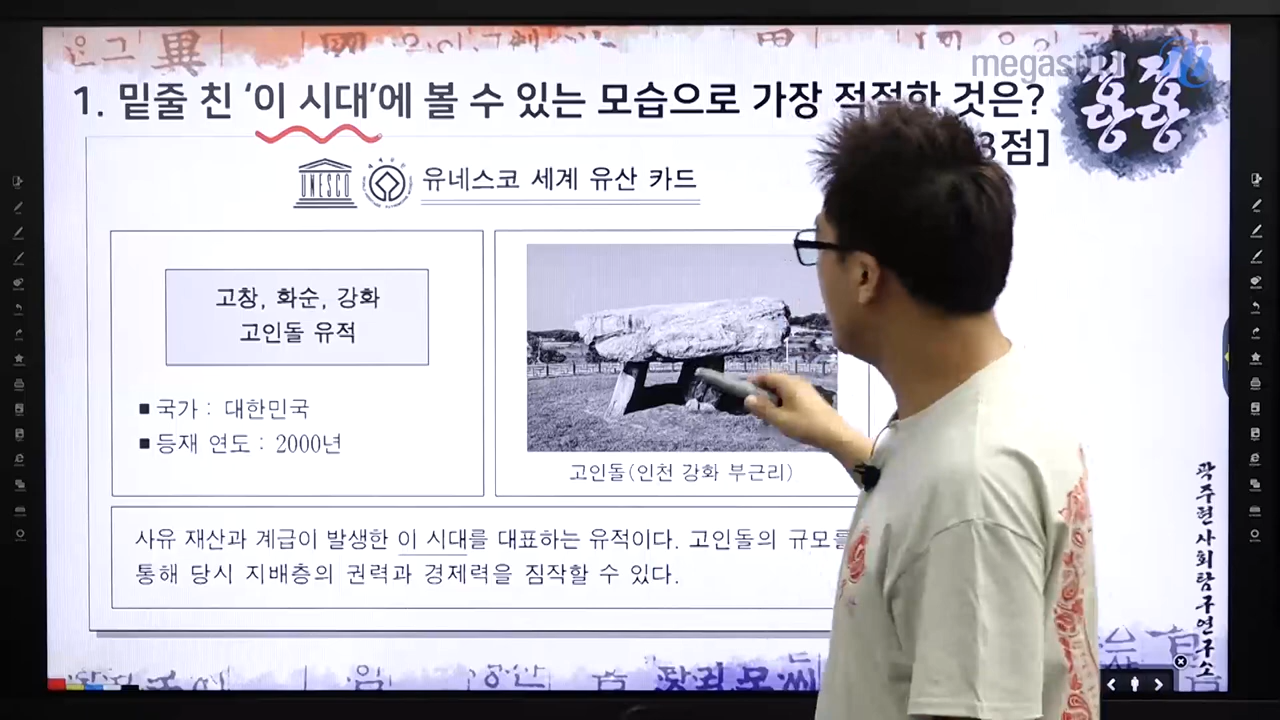 megast
1. 밑줄 친 ‘이 시대’에 볼 수 있는 모습으로 가장 적절한 것은?
3점]
UNESCO
유네스코 세계 유산 카드
고창, 화순, 강화
고인돌 유적
■ 국가 : 대한민국
■ 등재 연도 : 2000년
고인돌(인천 강화 부근리)
사유 재산과 계급이 발생한 이 시대를 대표하는 유적이다. 고인돌의 규모를
통해 당시 지배층의 권력과 경제력을 짐작할 수 있다.
곽주현사회탐구연구소